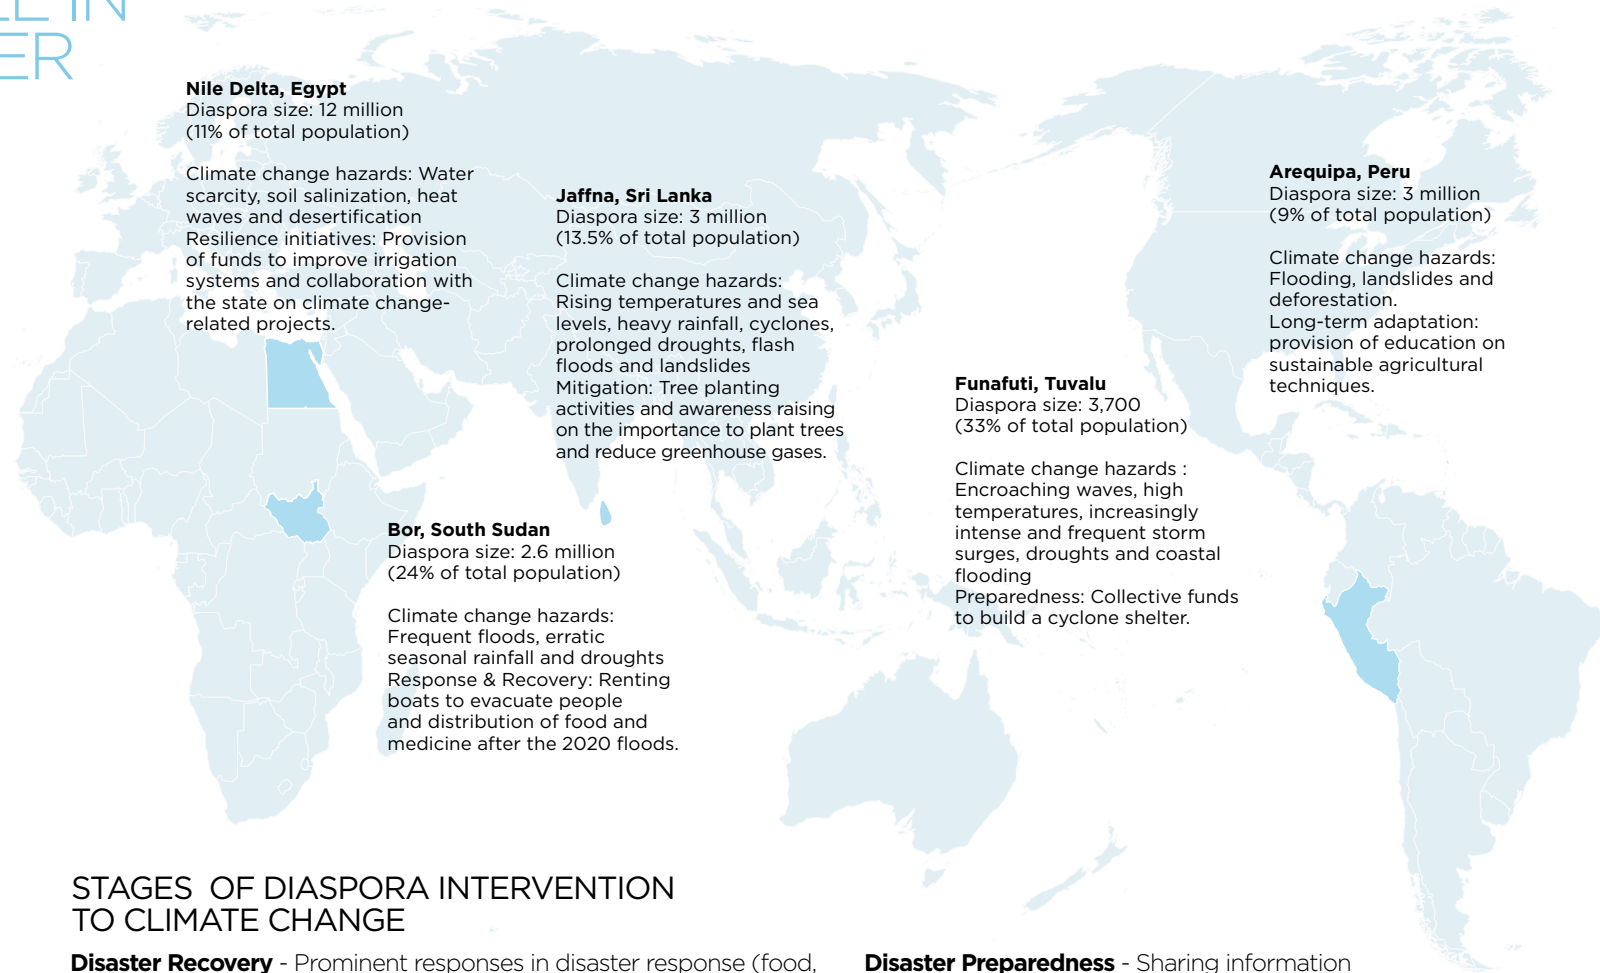 ER
Nile Delta, Egypt
Diaspora size: 12 million
(11% of total population)
Climate change hazards: Water
scarcity, soil salinization, heat
waves and desertification
Resilience initiatives: Provision
of funds to improve irrigation
systems and collaboration with
the state on climate change-
related projects.
Jaffna, Sri Lanka
Diaspora size: 3 million
(13.5% of total population)
Climate change hazards:
Rising temperatures and sea
levels, heavy rainfall, cyclones,
prolonged droughts, flash
floods and landslides
Mitigation: Tree planting
activities and awareness raising
on the importance to plant trees
and reduce greenhouse gases.
Bor, South Sudan
Diaspora size: 2.6 million
(24% of total population)
Climate change hazards:
Frequent floods, erratic
seasonal rainfall and droughts
Response & Recovery: Renting
boats to evacuate people
and distribution of food and
medicine after the 2020 floods.
Funafuti, Tuvalu
Diaspora size: 3,700
(33% of total population)
Climate change hazards :
Encroaching waves, high
temperatures, increasingly
intense and frequent storm
surges, droughts and coastal
flooding
Preparedness: Collective funds
to build a cyclone shelter.
Arequipa, Peru
Diaspora size: 3 million
(9% of total population)
Climate change hazards:
Flooding, landslides and
deforestation.
Long-term adaptation:
provision of education on
sustainable agricultural
techniques.
STAGES OF DIASPORA INTERVENTION
TO CLIMATE CHANGE
Disaster Recovery - Prominent responses in disaster response (food,
Disaster Preparedness - Sharing information